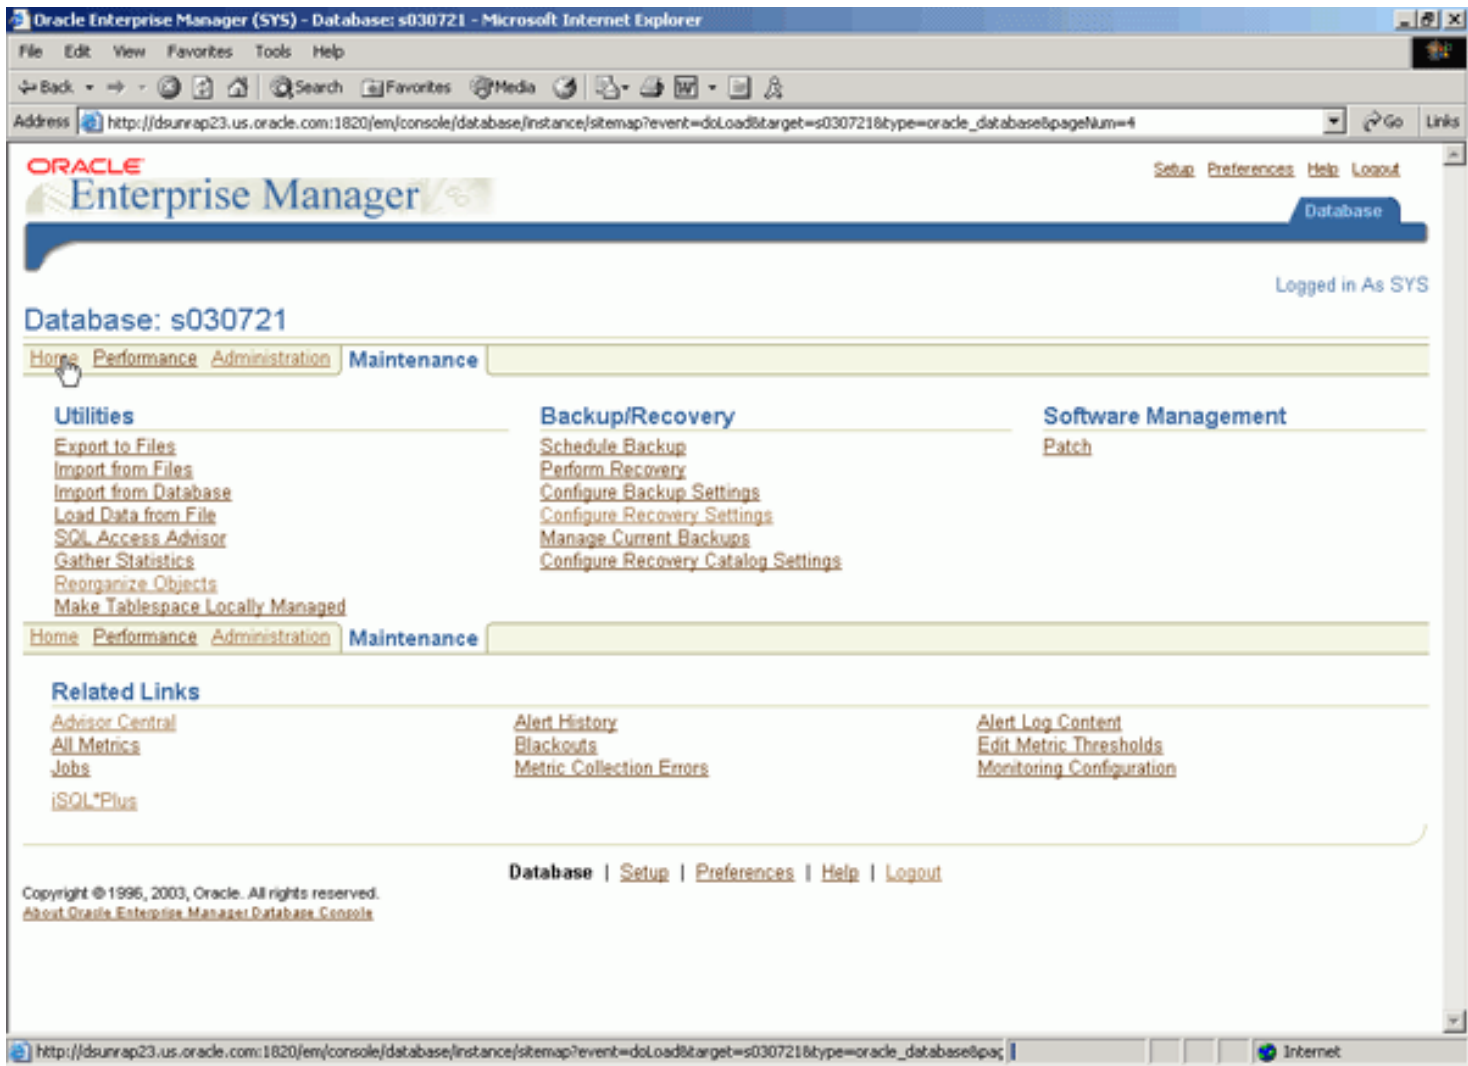 Oracle Enterprise Manager (SYS) - Database: s030721 - Microsoft Internet Explorer
File Edit View Favorites Tools Help
Back Search Favorites Media
Address http://dsunrap23.us.oracle.com:1820/em/console/database/instance/sitemap?event=doLoad&target=s030721&type=oracle_database&pageNum=4 Go Links
ORACLE
Enterprise Manager
Setup Preferences Help Logout
Database
Logged in As SYS
Database: s030721
Home Performance Administration Maintenance
Utilities Backup/Recovery Software Management
Export to Files Schedule Backup Patch
Import from Files Perform Recovery
Import from Database Configure Backup Settings
Load Data from File Configure Recovery Settings
SQL Access Advisor Manage Current Backups
Gather Statistics Configure Recovery Catalog Settings
Reorganize Objects
Make Tablespace Locally Managed
Home Performance Administration Maintenance
Related Links
Advisor Central Alert History Alert Log Content
All Metrics Blackouts Edit Metric Thresholds
Jobs Metric Collection Errors Monitoring Configuration
iSQL*Plus
Database | Setup | Preferences | Help | Logout
Copyright © 1996, 2003, Oracle. All rights reserved.
About Oracle Enterprise Manager Database Console
http://dsunrap23.us.oracle.com:1820/em/console/database/instance/sitemap?event=doLoad&target=s030721&type=oracle_database&pag Internet